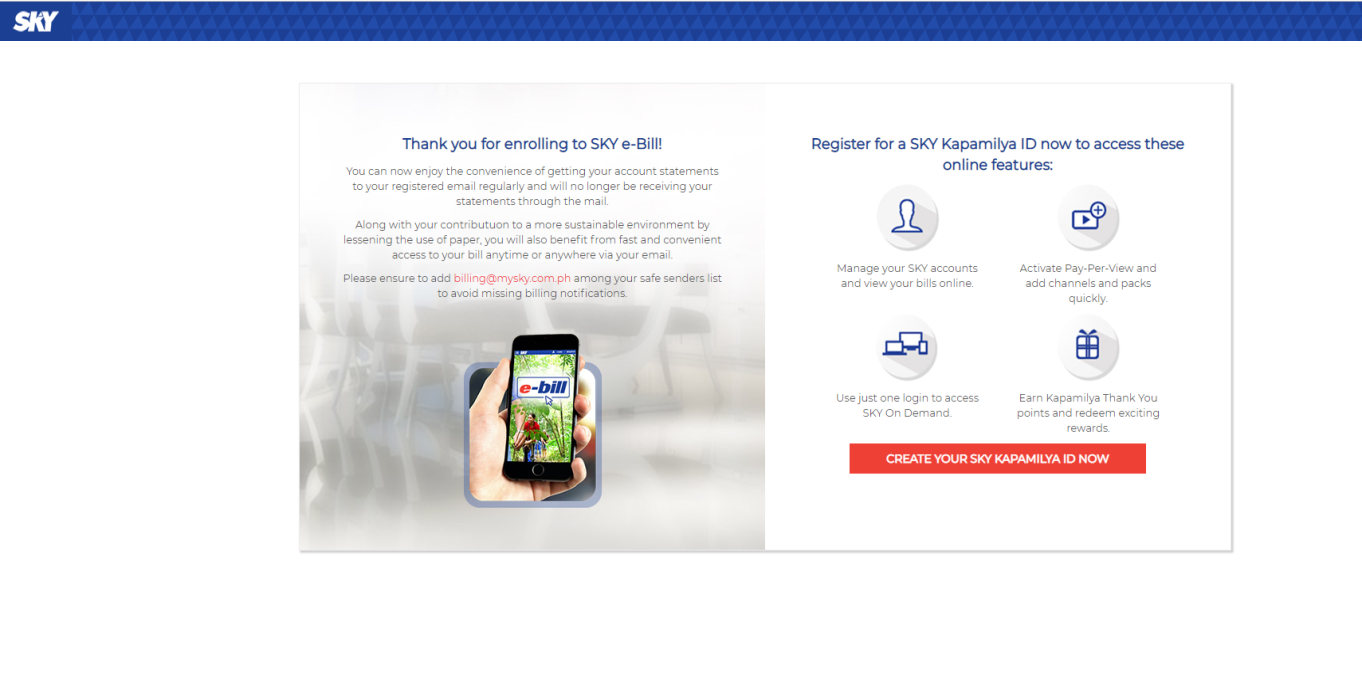 SKY
Thank you for enrolling to SKY e-Bill!
You can now enjoy the convenience of getting your account statements
to your registered email regularly and will no longer be receiving your
statements through the mail.
Along with your contributuon to a more sustainable environment by
lessening the use of paper, you will also benefit from fast and convenient
access to your bill anytime or anywhere via your email.
Please ensure to add billing@mysky.com.ph among your safe senders list
to avoid missing billing notifications.
SKY
e-bill
Register for a SKY Kapamilya ID now to access these
online features:
Manage your SKY accounts
and view your bills online.
Activate Pay-Per-View and
add channels and packs
quickly.
Use just one login to access
SKY On Demand.
Earn Kapamilya Thank You
points and redeem exciting
rewards.
CREATE YOUR SKY KAPAMILYA ID NOW